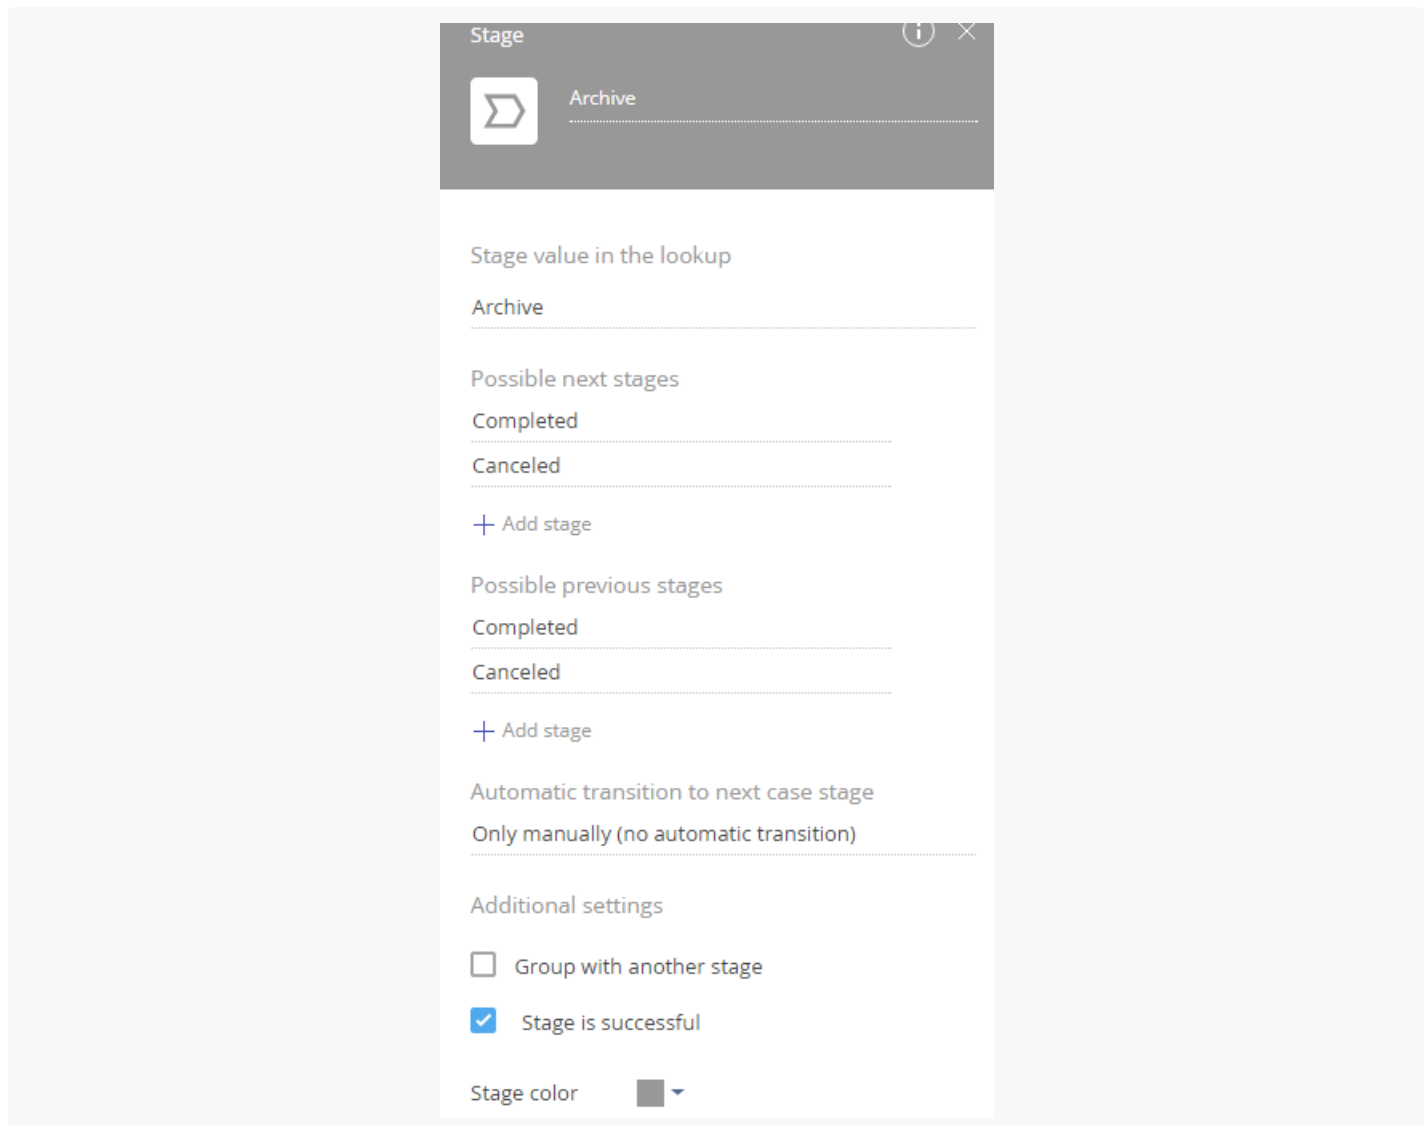 Stage
Archive
Stage value in the lookup
Archive
Possible next stages
Completed
Canceled
Add stage
Possible previous stages
Completed
Canceled
Add stage
Automatic transition to next case stage
Only manually (no automatic transition)
Additional settings
Group with another stage
Stage is successful
Stage color